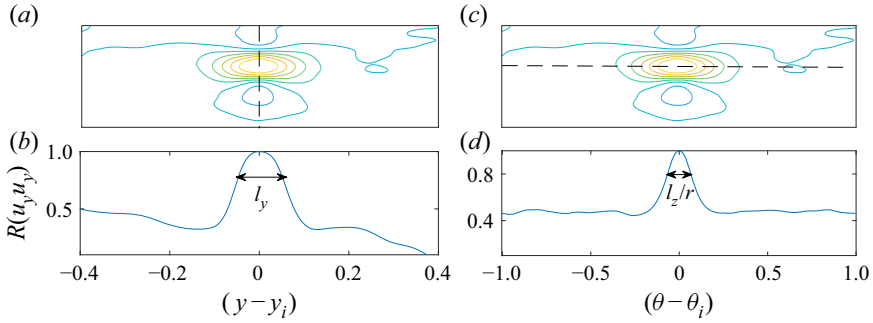 (a)
(c)
(b)
(d)
R(u_y u_y)
1.0
0.5
l_y
−0.4
−0.2
0
0.2
0.4
(y − y_i)
0.8
0.4
l_z/r
−1.0
−0.5
0
0.5
1.0
(θ − θ_i)